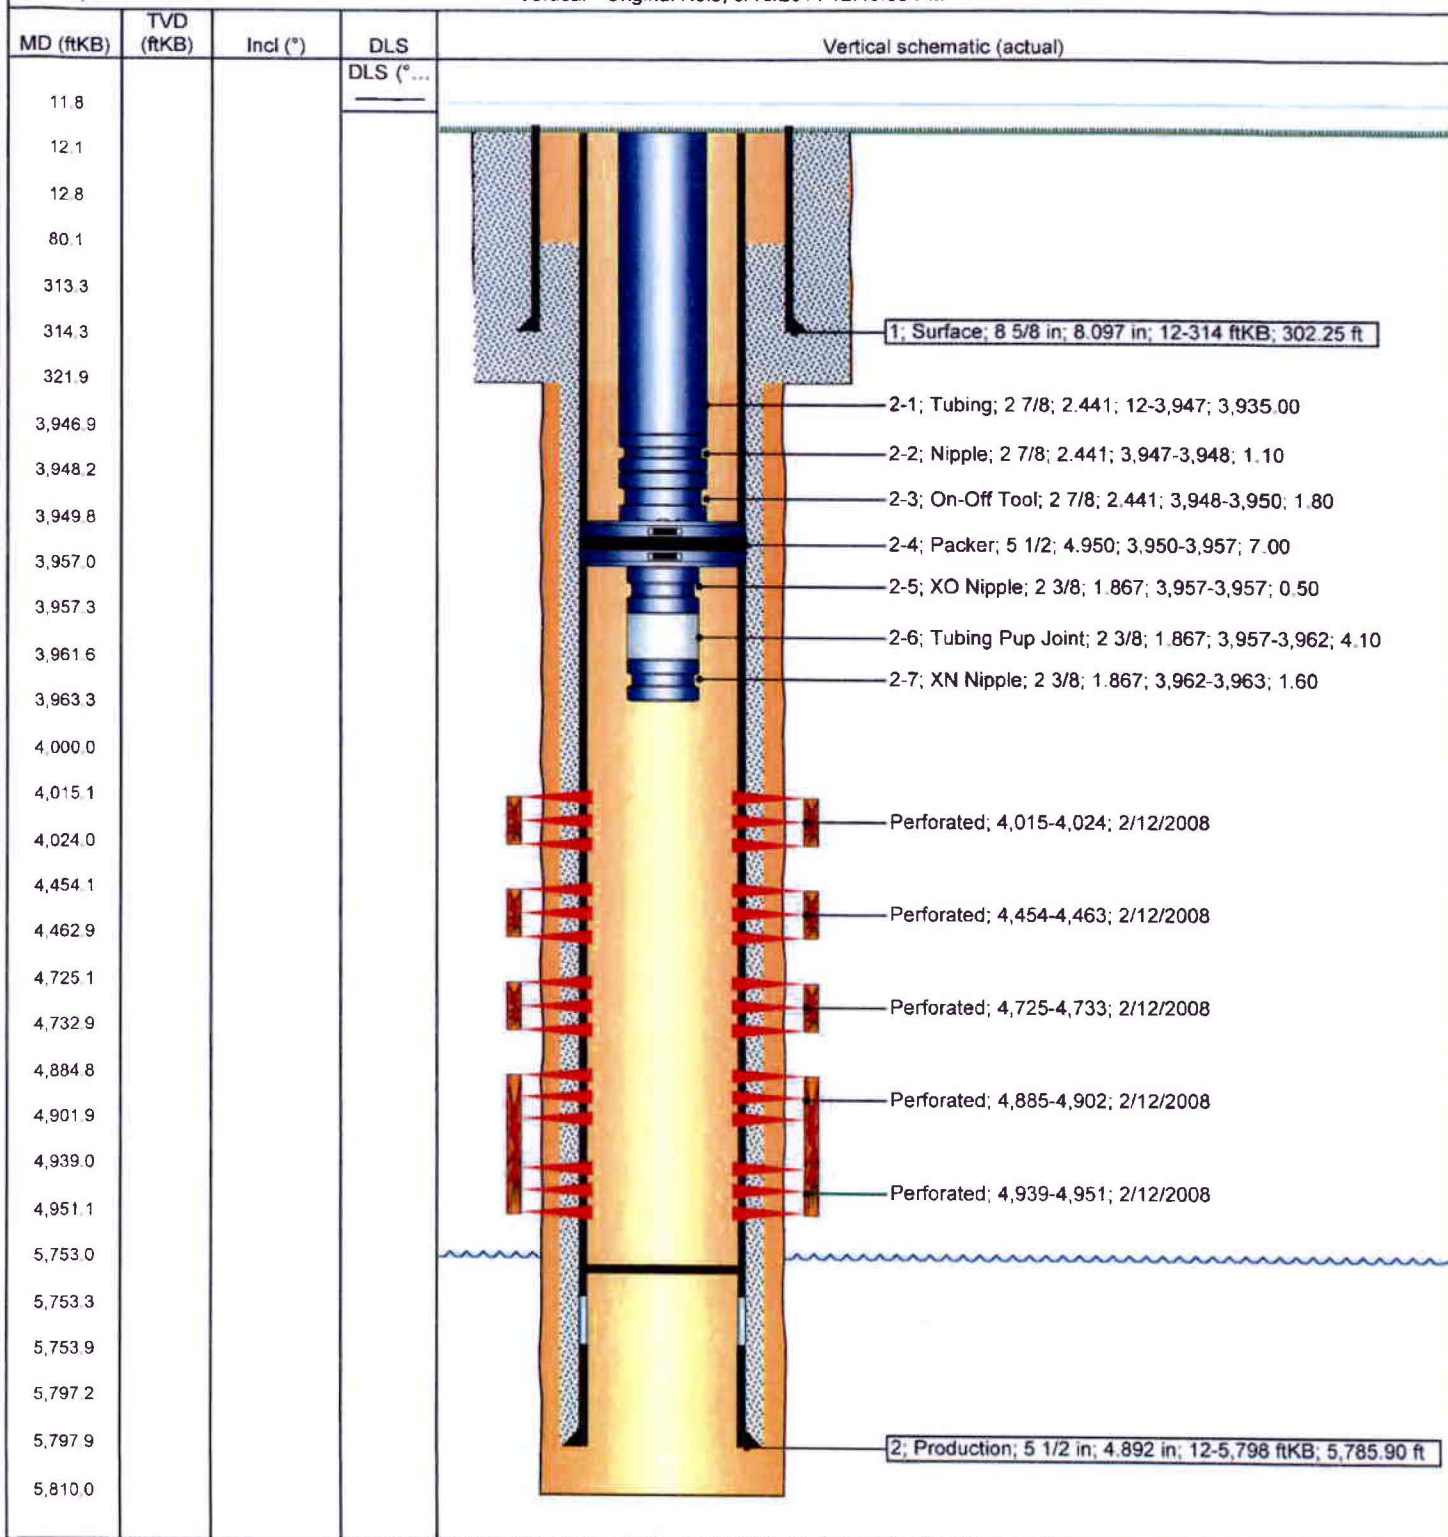 MD (ftKB)
TVD
(ftKB)
Incl (°)
DLS
Vertical schematic (actual)
DLS (°...
11.8
12.1
12.8
80.1
313.3
314.3
1; Surface; 8 5/8 in; 8.097 in; 12-314 ftKB; 302.25 ft
321.9
2-1; Tubing; 2 7/8; 2.441; 12-3,947; 3,935.00
3,946.9
2-2; Nipple; 2 7/8; 2.441; 3,947-3,948; 1.10
3,948.2
2-3; On-Off Tool; 2 7/8; 2.441; 3,948-3,950; 1.80
3,949.8
2-4; Packer; 5 1/2; 4.950; 3,950-3,957; 7.00
3,957.0
2-5; XO Nipple; 2 3/8; 1.867; 3,957-3,957; 0.50
3,957.3
2-6; Tubing Pup Joint; 2 3/8; 1.867; 3,957-3,962; 4.10
3,961.6
2-7; XN Nipple; 2 3/8; 1.867; 3,962-3,963; 1.60
3,963.3
4,000.0
4,015.1
Perforated; 4,015-4,024; 2/12/2008
4,024.0
4,454.1
Perforated; 4,454-4,463; 2/12/2008
4,462.9
4,725.1
Perforated; 4,725-4,733; 2/12/2008
4,732.9
4,884.8
Perforated; 4,885-4,902; 2/12/2008
4,901.9
4,939.0
Perforated; 4,939-4,951; 2/12/2008
4,951.1
5,753.0
5,753.3
5,753.9
5,797.2
5,797.9
2; Production; 5 1/2 in; 4.892 in; 12-5,798 ftKB; 5,785.90 ft
5,810.0